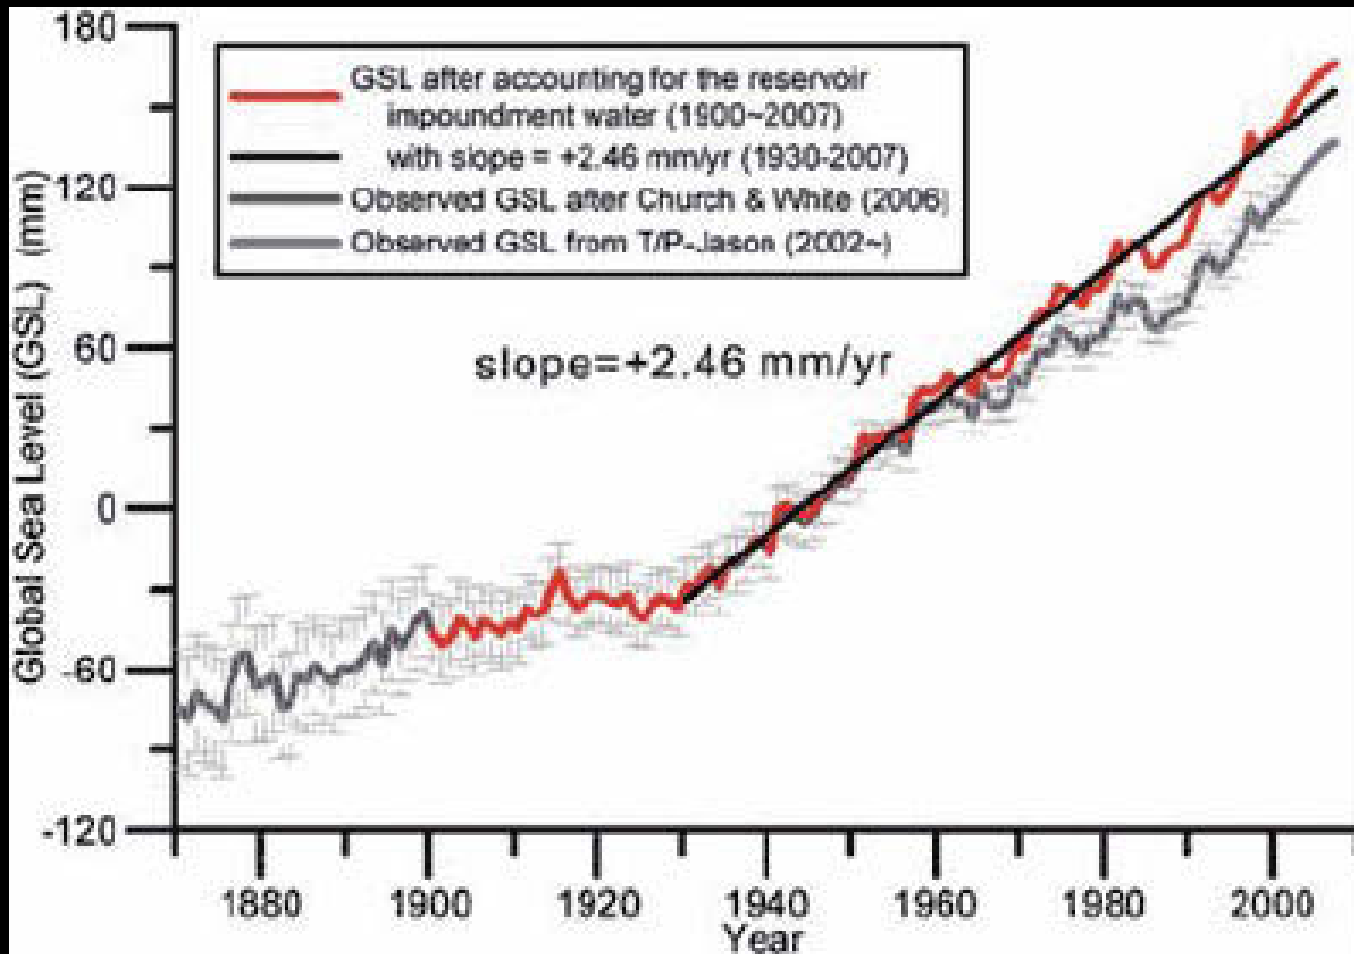 180
120
60
0
-60
-120
Global Sea Level (GSL) (mm)
GSL after accounting for the reservoir
impoundment water (1900~2007)
with slope = +2.46 mm/yr (1930-2007)
Observed GSL after Church & White (2006)
Observed GSL from T/P-Jason (2002~)
slope=+2.46 mm/yr
1880 1900 1920 1940 1960 1980 2000
Year